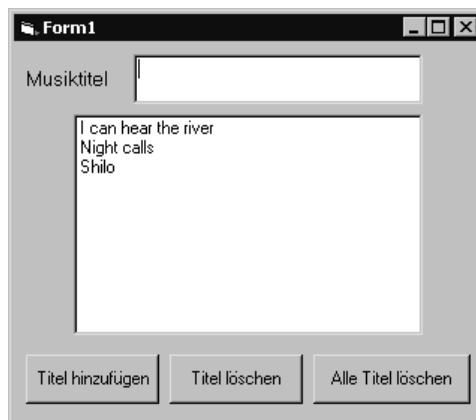 Form1
Musiktitel
I can hear the river
Night calls
Shilo
Titel hinzufügen Titel löschen Alle Titel löschen